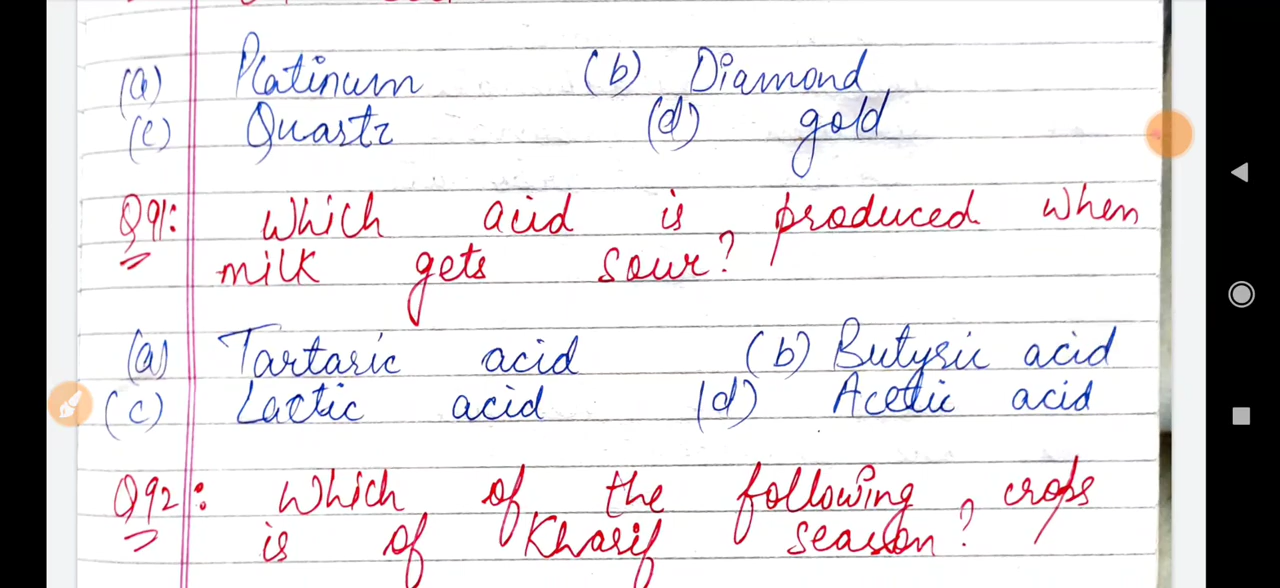 (a) Platinum (b) Diamond
(c) Quartz (d) gold
Q91: Which acid is produced when
milk gets sour?
(a) Tartaric acid (b) Butyric acid
(c) Lactic acid (d) Acetic acid
Q92: Which of the following crops
is of Kharif season?